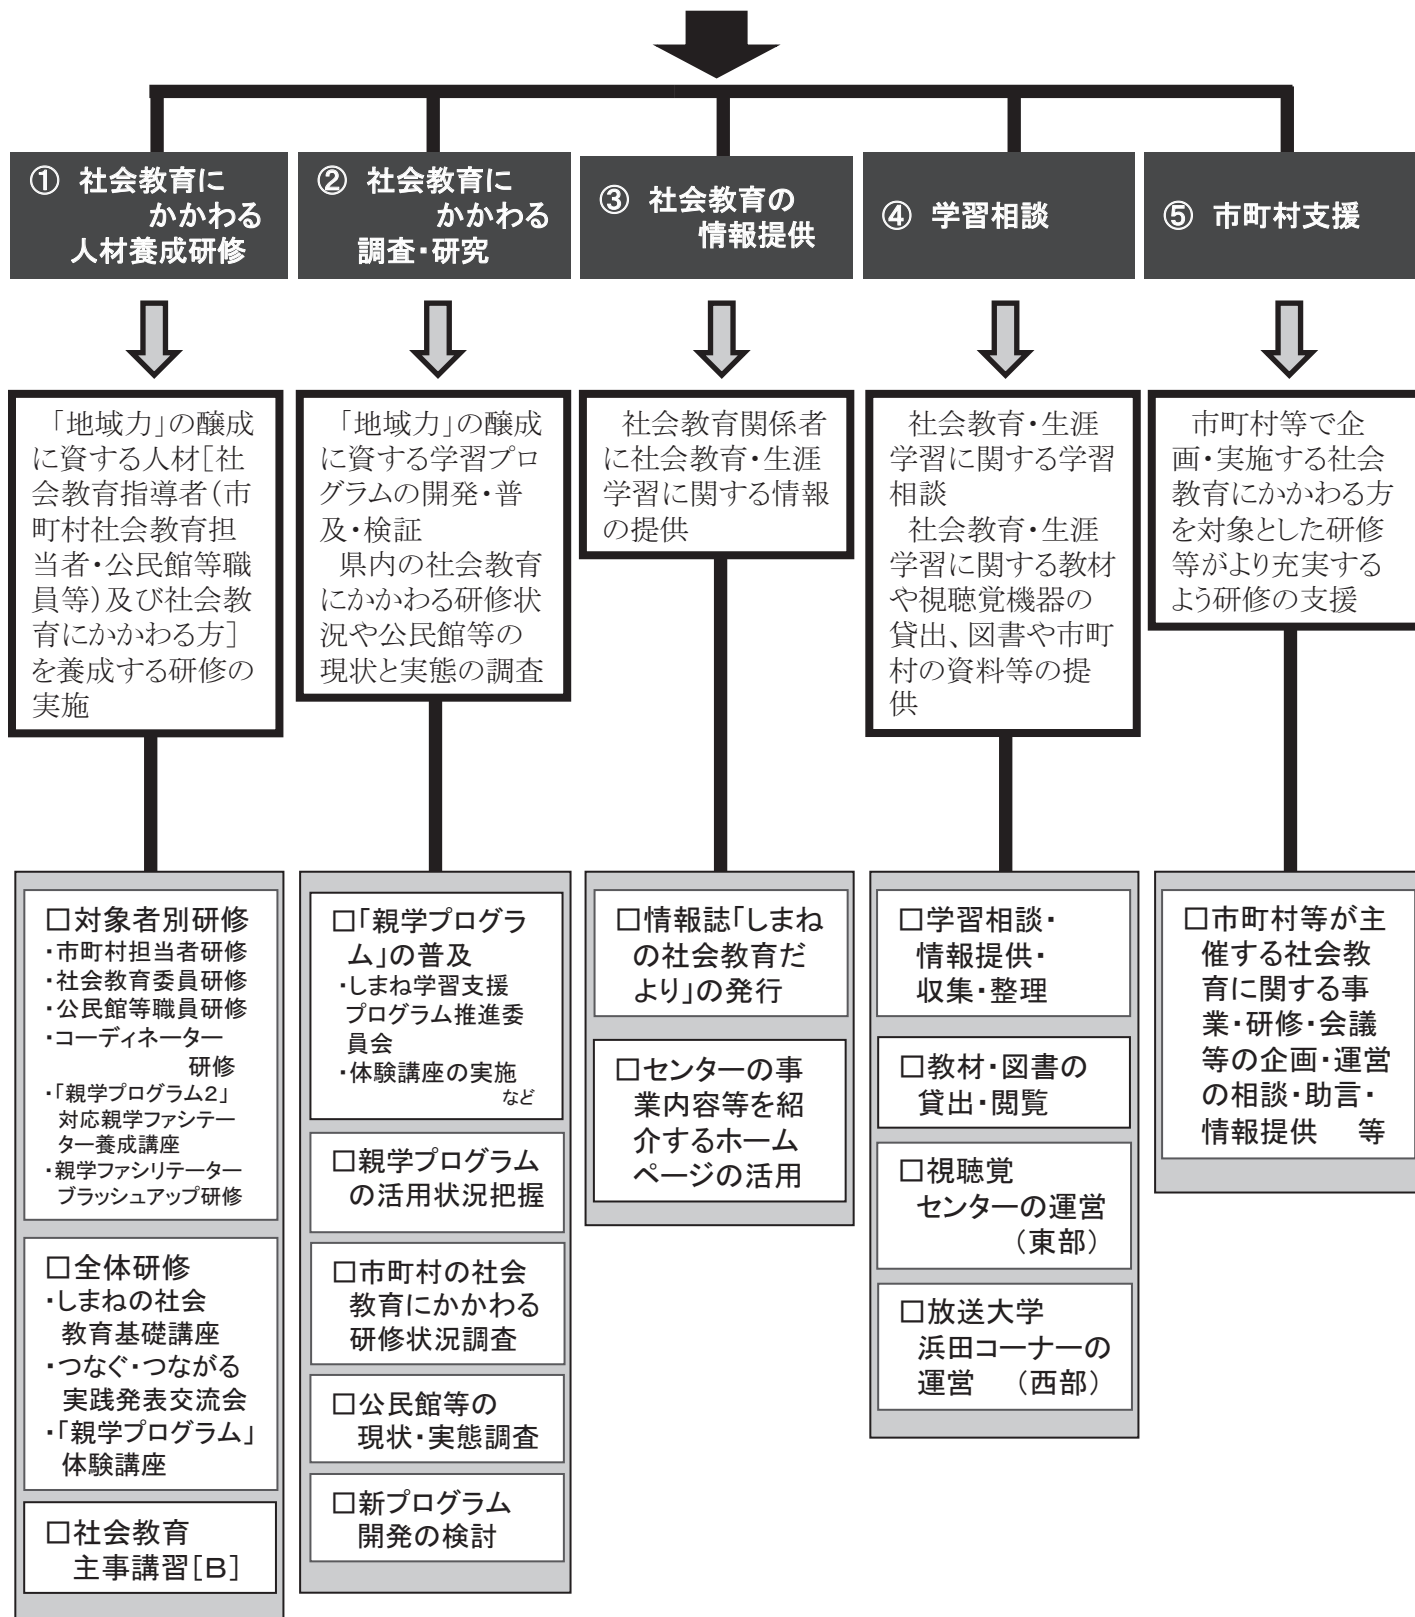 ① 社会教育に
かかわる
人材養成研修
② 社会教育に
かかわる
調査・研究
③ 社会教育の
情報提供
④ 学習相談
⑤ 市町村支援
「地域力」の醸成
に資する人材[社
会教育指導者(市
町村社会教育担
当者・公民館等職
員等)及び社会教
育にかかわる方]
を養成する研修の
実施
「地域力」の醸成
に資する学習プロ
グラムの開発・普
及・検証
県内の社会教育
にかかわる研修状
況や公民館等の
現状と実態の調査
社会教育関係者
に社会教育・生涯
学習に関する情報
の提供
社会教育・生涯
学習に関する学習
相談
社会教育・生涯
学習に関する教材
や視聴覚機器の
貸出、図書や市町
村の資料等の提
供
市町村等で企
画・実施する社会
教育にかかわる方
を対象とした研修
等がより充実する
よう研修の支援
□対象者別研修
・市町村担当者研修
・社会教育委員研修
・公民館等職員研修
・コーディネーター
研修
・「親学プログラム2」
対応親学ファシテー
ター養成講座
・親学ファシリテーター
ブラッシュアップ研修
□全体研修
・しまねの社会
教育基礎講座
・つなぐ・つながる
実践発表交流会
・「親学プログラム」
体験講座
□社会教育
主事講習[B]
□「親学プログラ
ム」の普及
・しまね学習支援
プログラム推進委
員会
・体験講座の実施
など
□親学プログラム
の活用状況把握
□市町村の社会
教育にかかわる
研修状況調査
□公民館等の
現状・実態調査
□新プログラム
開発の検討
□情報誌「しまね
の社会教育だ
より」の発行
□センターの事
業内容等を紹
介するホーム
ページの活用
□学習相談・
情報提供・
収集・整理
□教材・図書の
貸出・閲覧
□視聴覚
センターの運営
(東部)
□放送大学
浜田コーナーの
運営 (西部)
□市町村等が主
催する社会教
育に関する事
業・研修・会議
等の企画・運営
の相談・助言・
情報提供 等